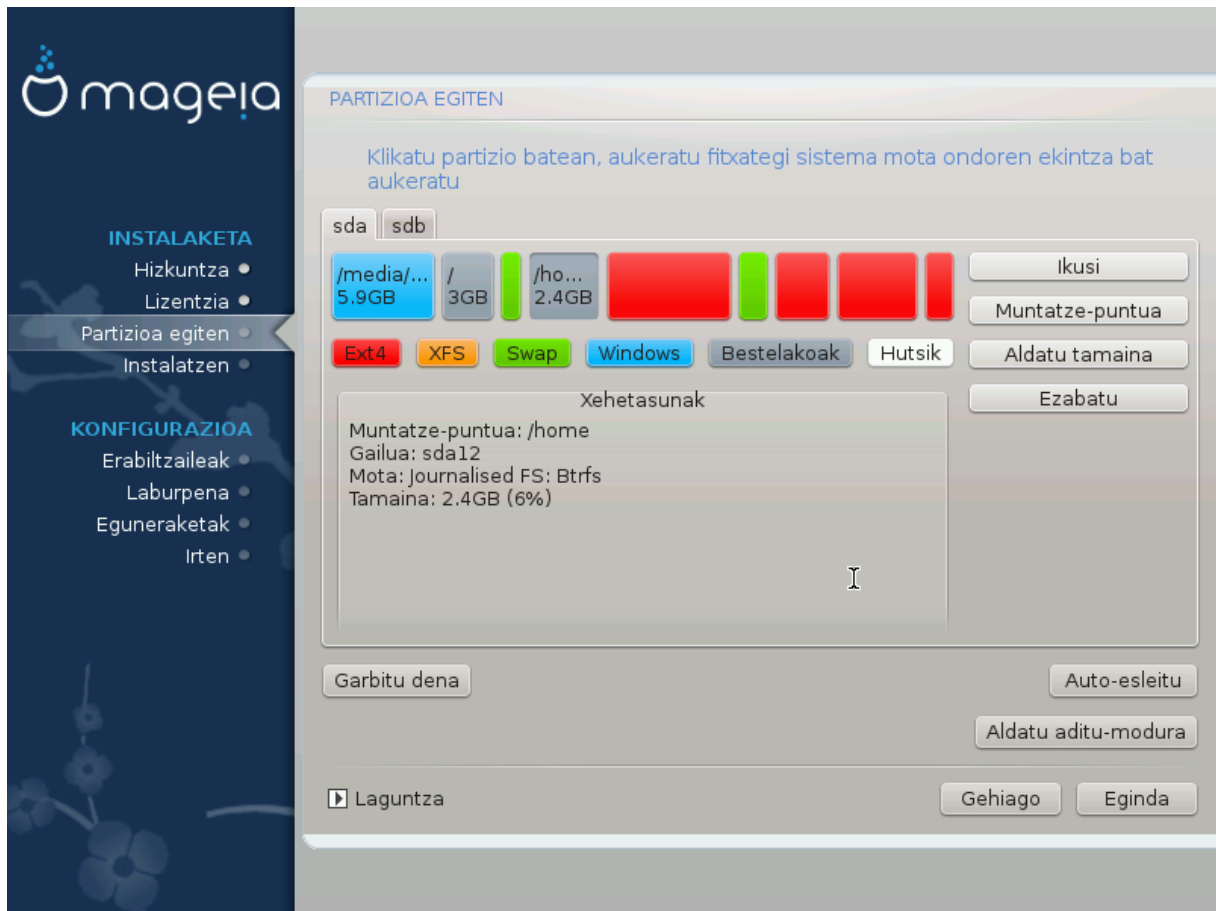 mageia
INSTALAKETA
Hizkuntza
Lizentzia
Partizioa egiten
Instalatzen
KONFIGURAZIOA
Erabiltzaileak
Laburpena
Eguneraketak
Irten
PARTIZIOA EGITEN
Klikatu partizio batean, aukeratu fitxategi sistema mota ondoren ekintza bat
aukeratu
sda sdb
/media/... / /ho...
5.9GB 3GB 2.4GB
Ext4 XFS Swap Windows Bestelakoak Hutsik
Ikusi
Muntatze-puntua
Aldatu tamaina
Ezabatu
Xehetasunak
Muntatze-puntua: /home
Gailua: sda12
Mota: Journalised FS: Btrfs
Tamaina: 2.4GB (6%)
Garbitu dena
Auto-esleitu
Aldatu aditu-modura
Laguntza
Gehiago
Eginda